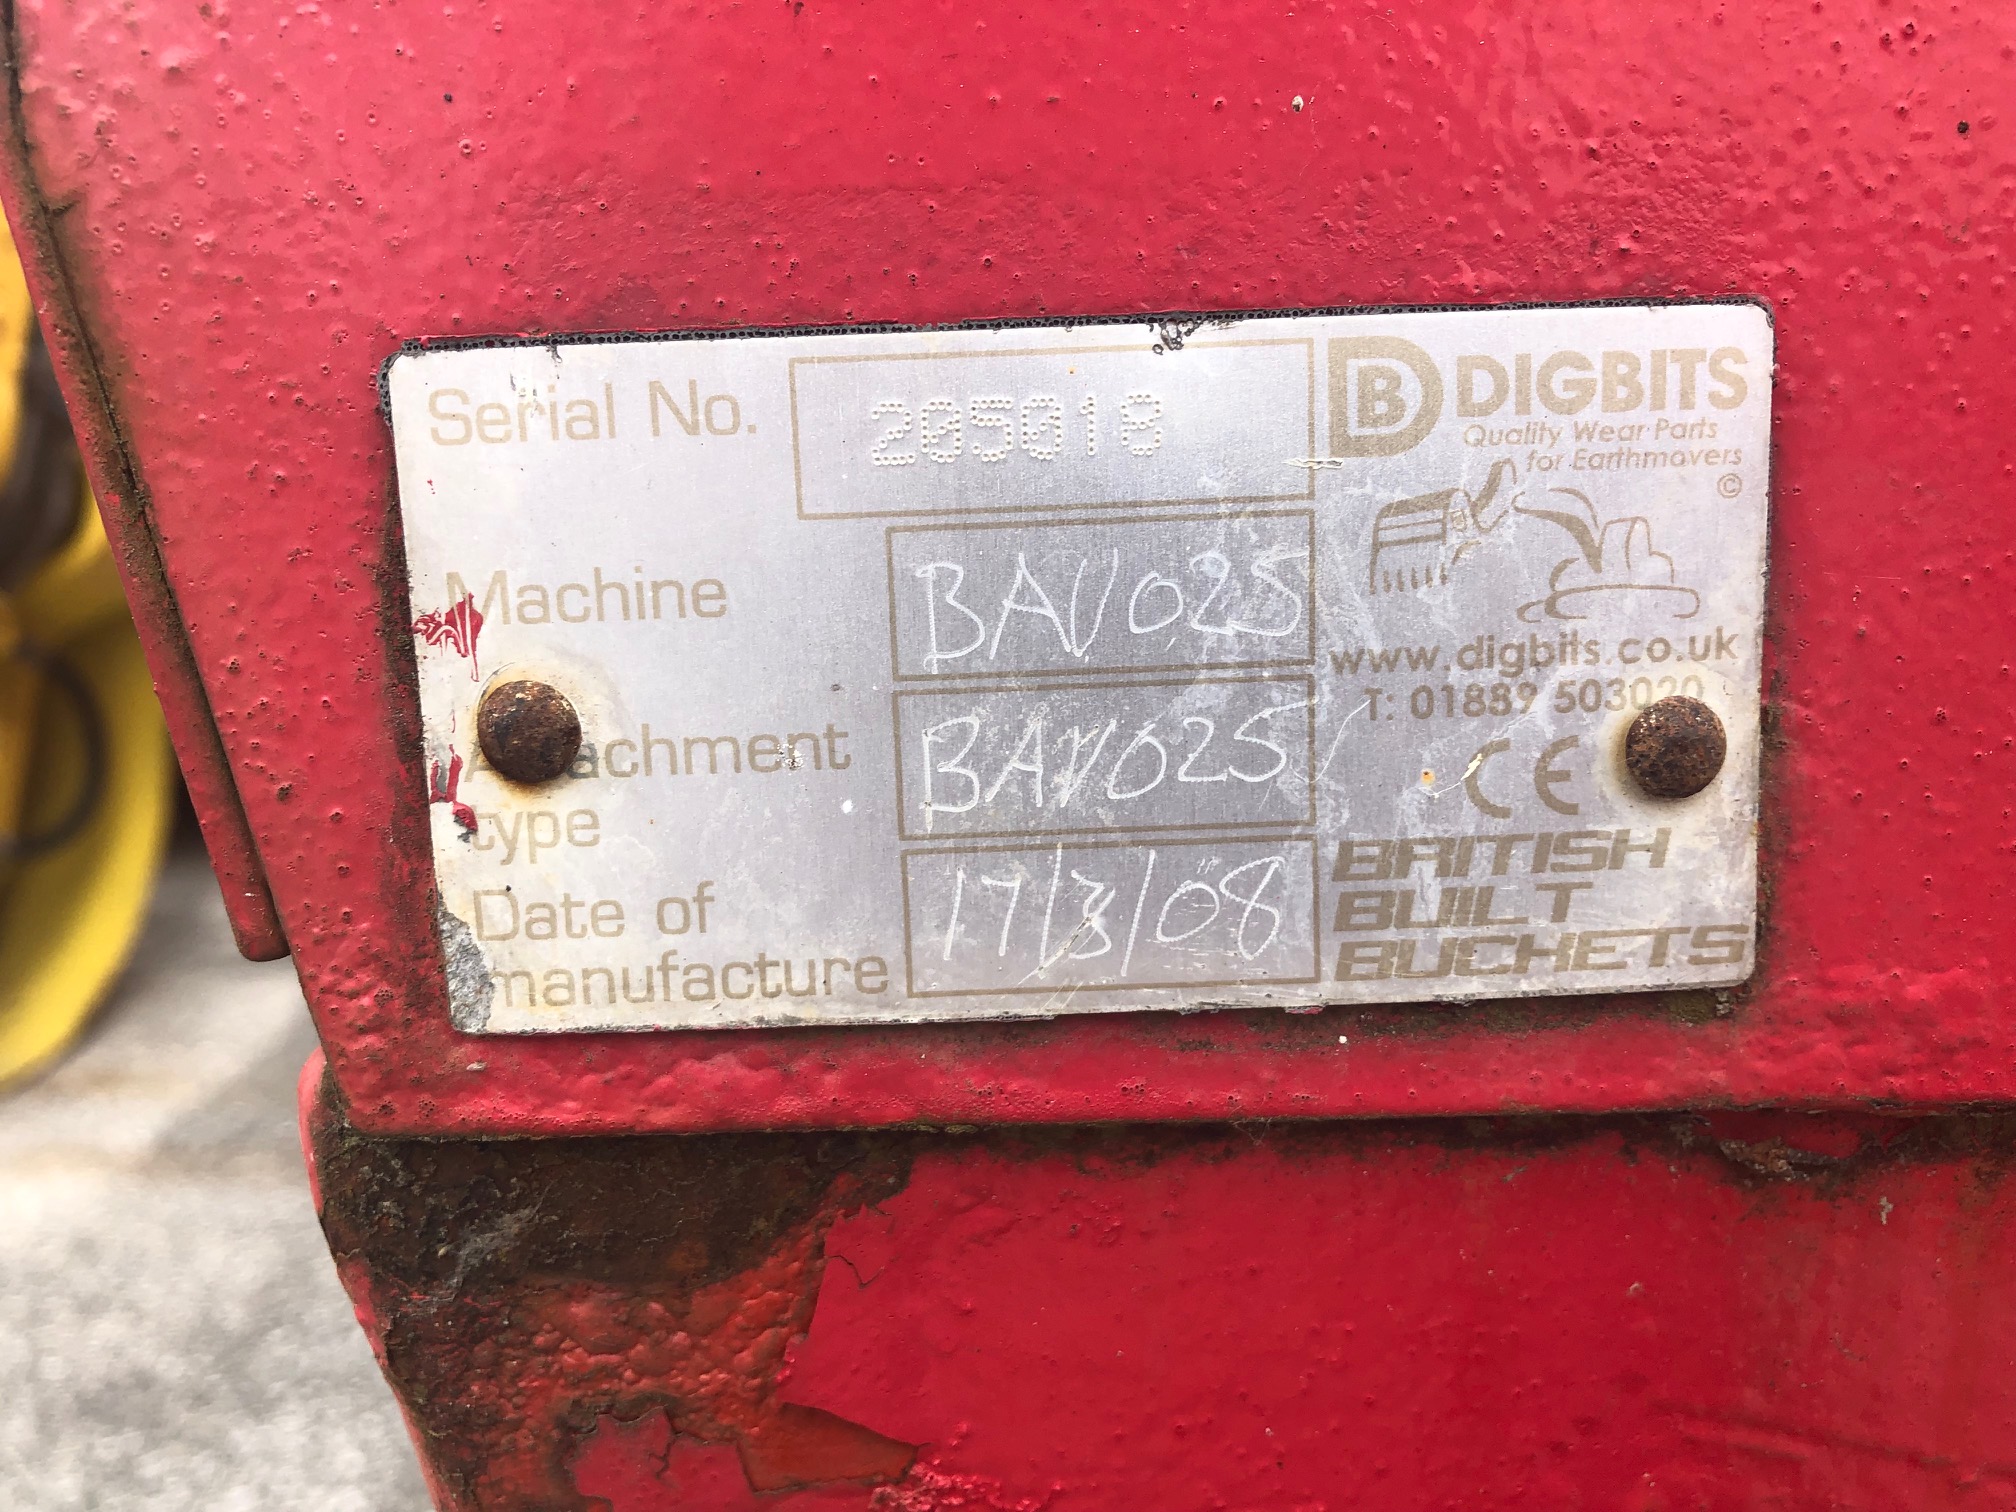 Serial No. 205018
Machine BAV025
Attachment BAV025
type
Date of 17/3/08
manufacture
DB DIGBITS
Quality Wear Parts
for Earthmovers
©
www.digbits.co.uk
T: 01889 503020
CE
BRITISH
BUILT
BUCKETS